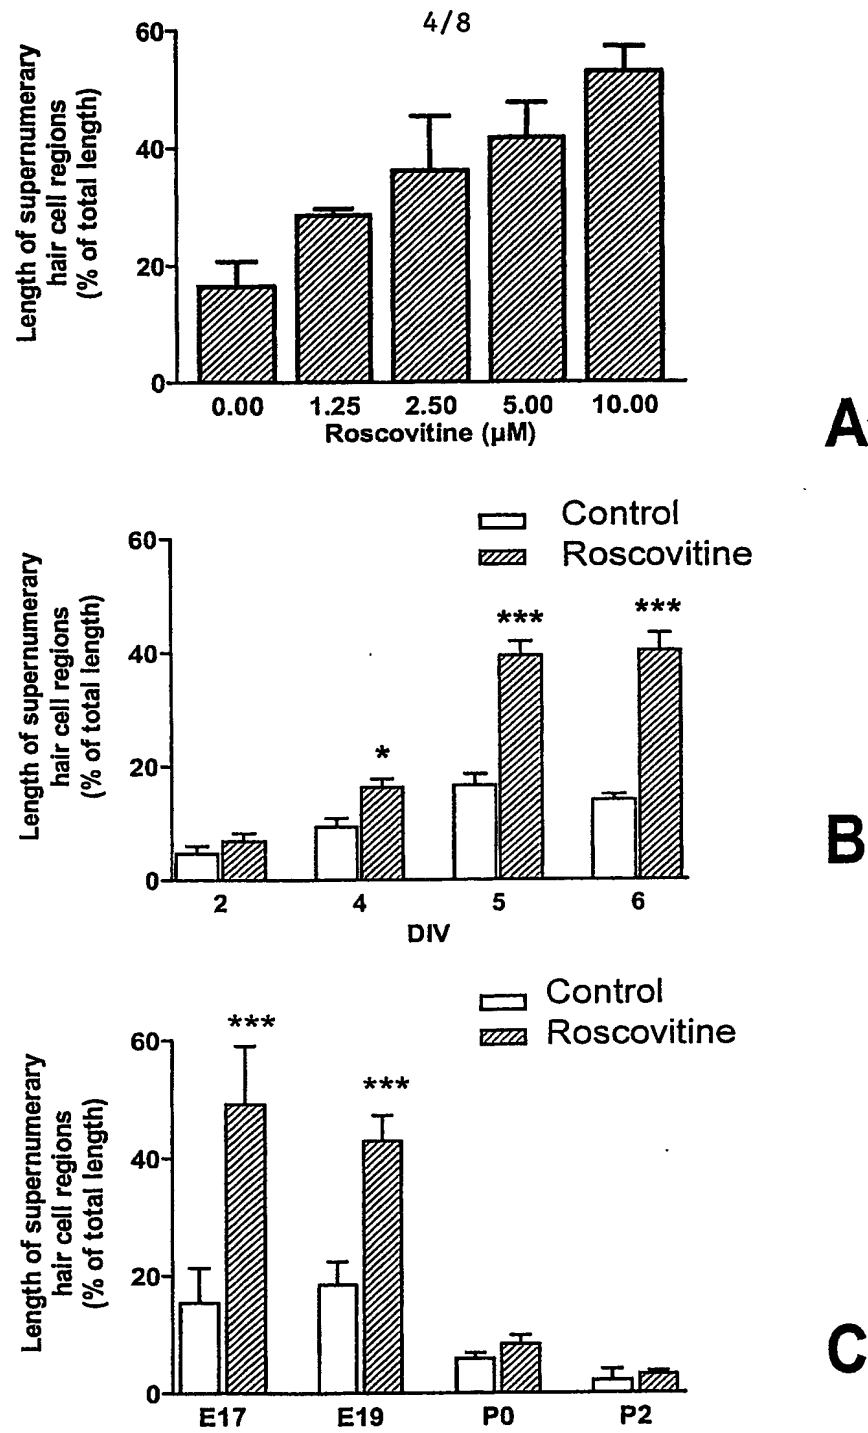 4/8
Length of supernumerary
hair cell regions
(% of total length)
60
40
20
0
0.00 1.25 2.50 5.00 10.00
Roscovitine (µM)
A
Control
Roscovitine
Length of supernumerary
hair cell regions
(% of total length)
60
40
20
0
* *** ***
2 4 5 6
DIV
B
Control
Roscovitine
Length of supernumerary
hair cell regions
(% of total length)
60
40
20
0
*** ***
E17 E19 P0 P2
C